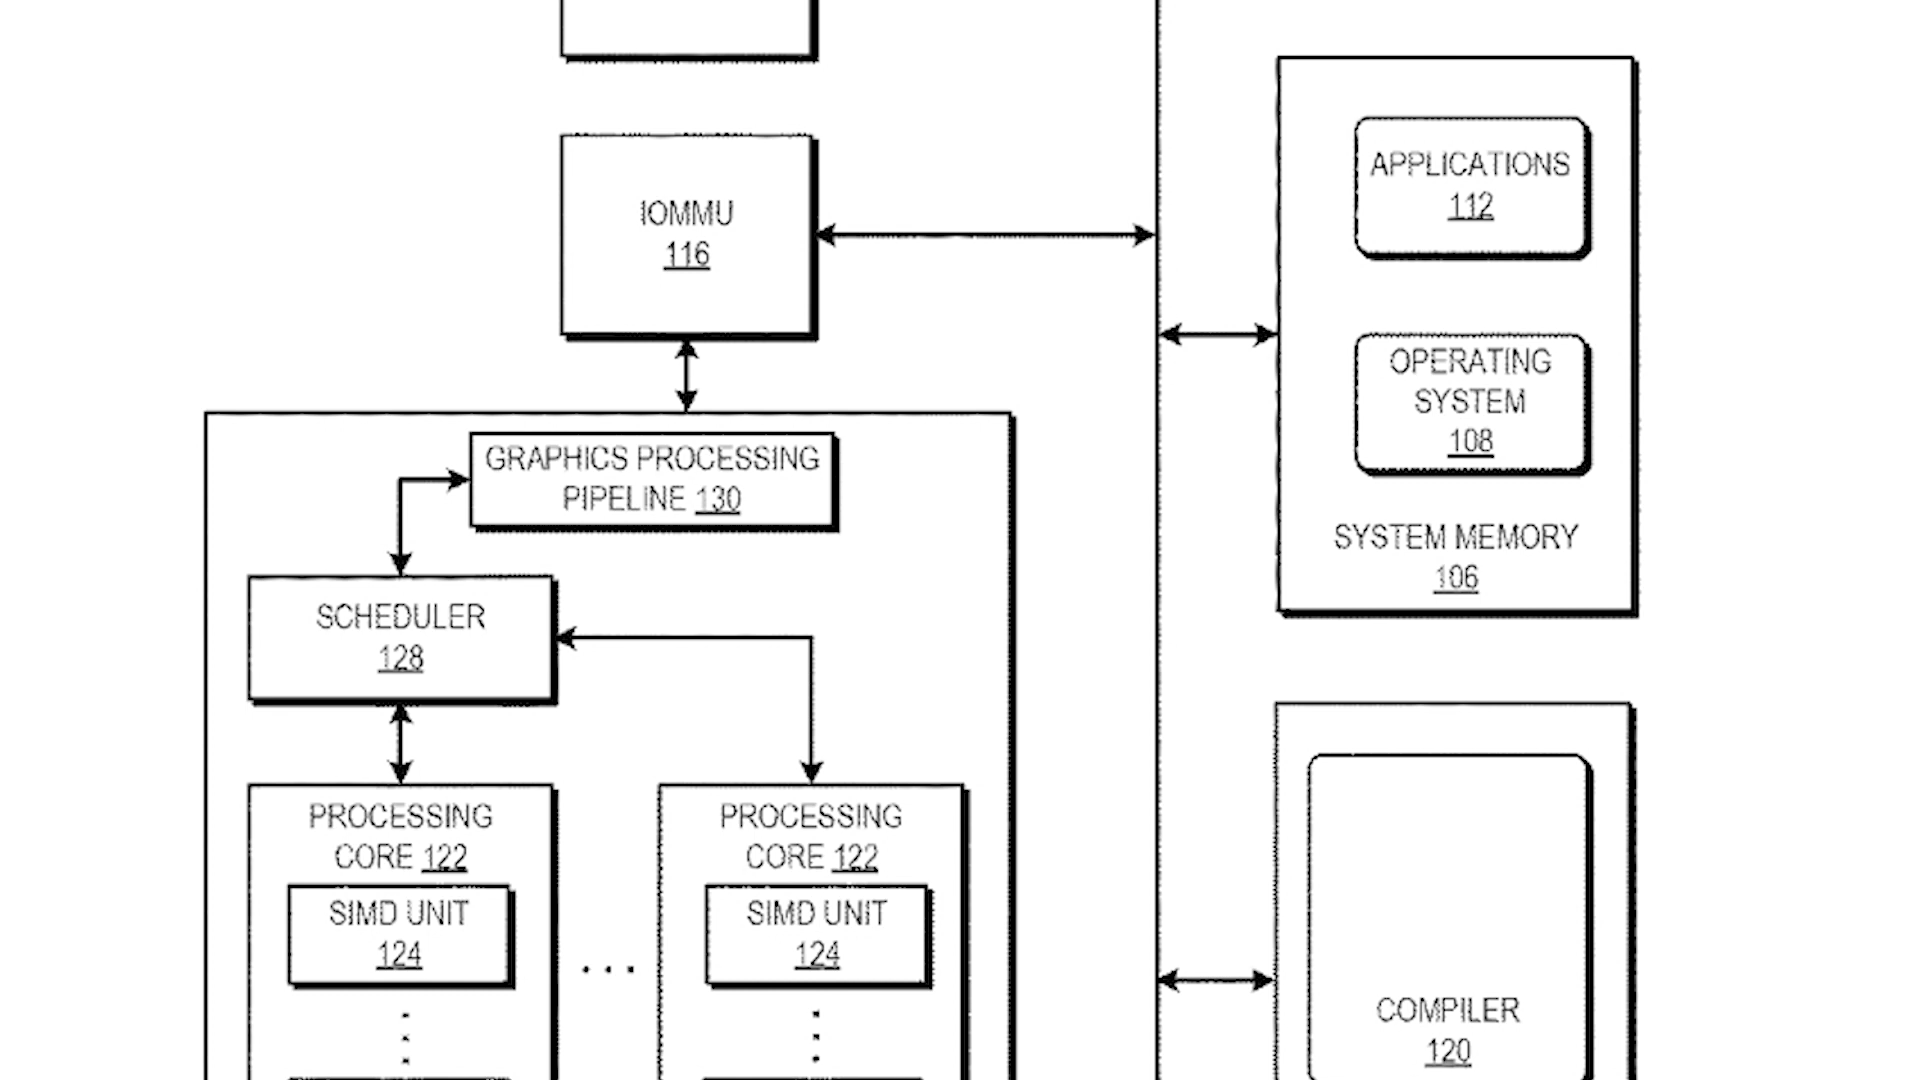 IOMMU
116
APPLICATIONS
112
OPERATING
SYSTEM
108
SYSTEM MEMORY
106
GRAPHICS PROCESSING
PIPELINE 130
SCHEDULER
128
PROCESSING
CORE 122
SIMD UNIT
124
...
PROCESSING
CORE 122
SIMD UNIT
124
COMPILER
120